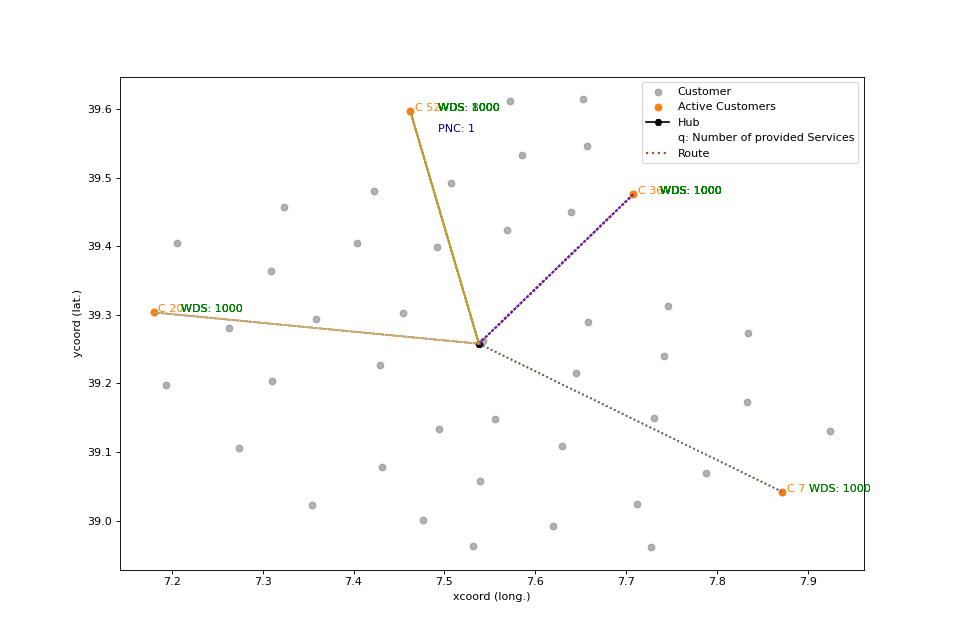 Customer
Active Customers
Hub
q: Number of provided Services
Route
C 52
WDS: 1000
PNC: 1
C 36
WDS: 1000
C 20
WDS: 1000
C 7
WDS: 1000
39.6
39.5
39.4
39.3
39.2
39.1
39.0
ycoord (lat.)
7.2
7.3
7.4
7.5
7.6
7.7
7.8
7.9
xcoord (long.)